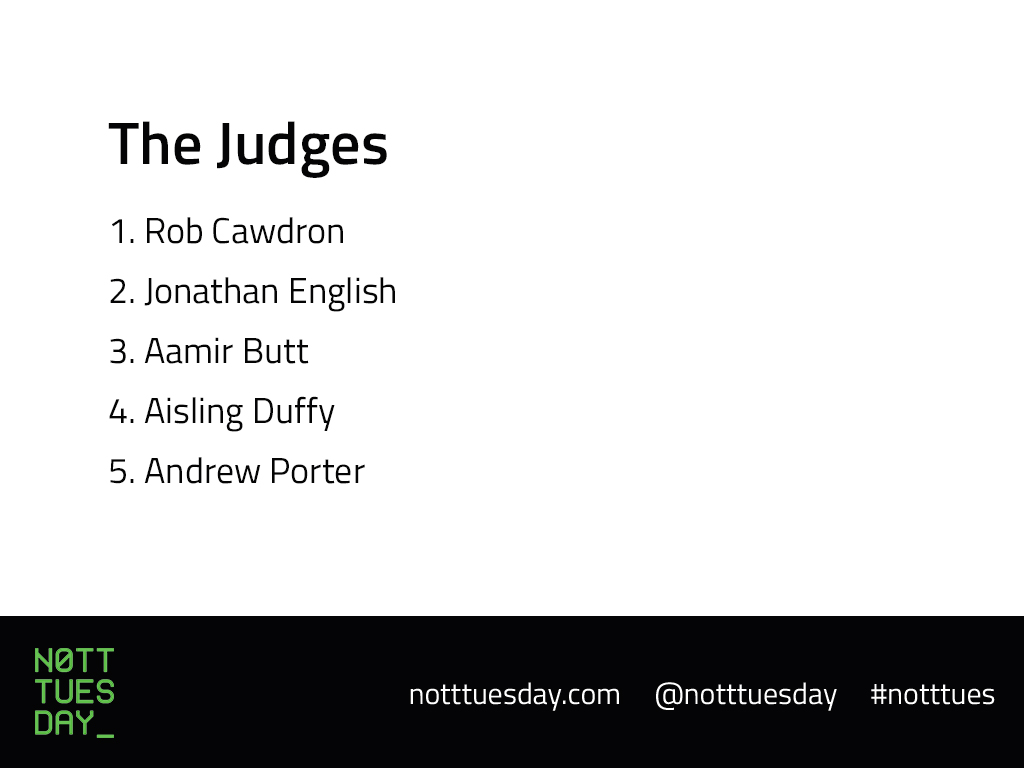 The Judges
1. Rob Cawdron
2. Jonathan English
3. Aamir Butt
4. Aisling Duffy
5. Andrew Porter
NØTT
TUES
DAY_
notttuesday.com @notttuesday #notttues